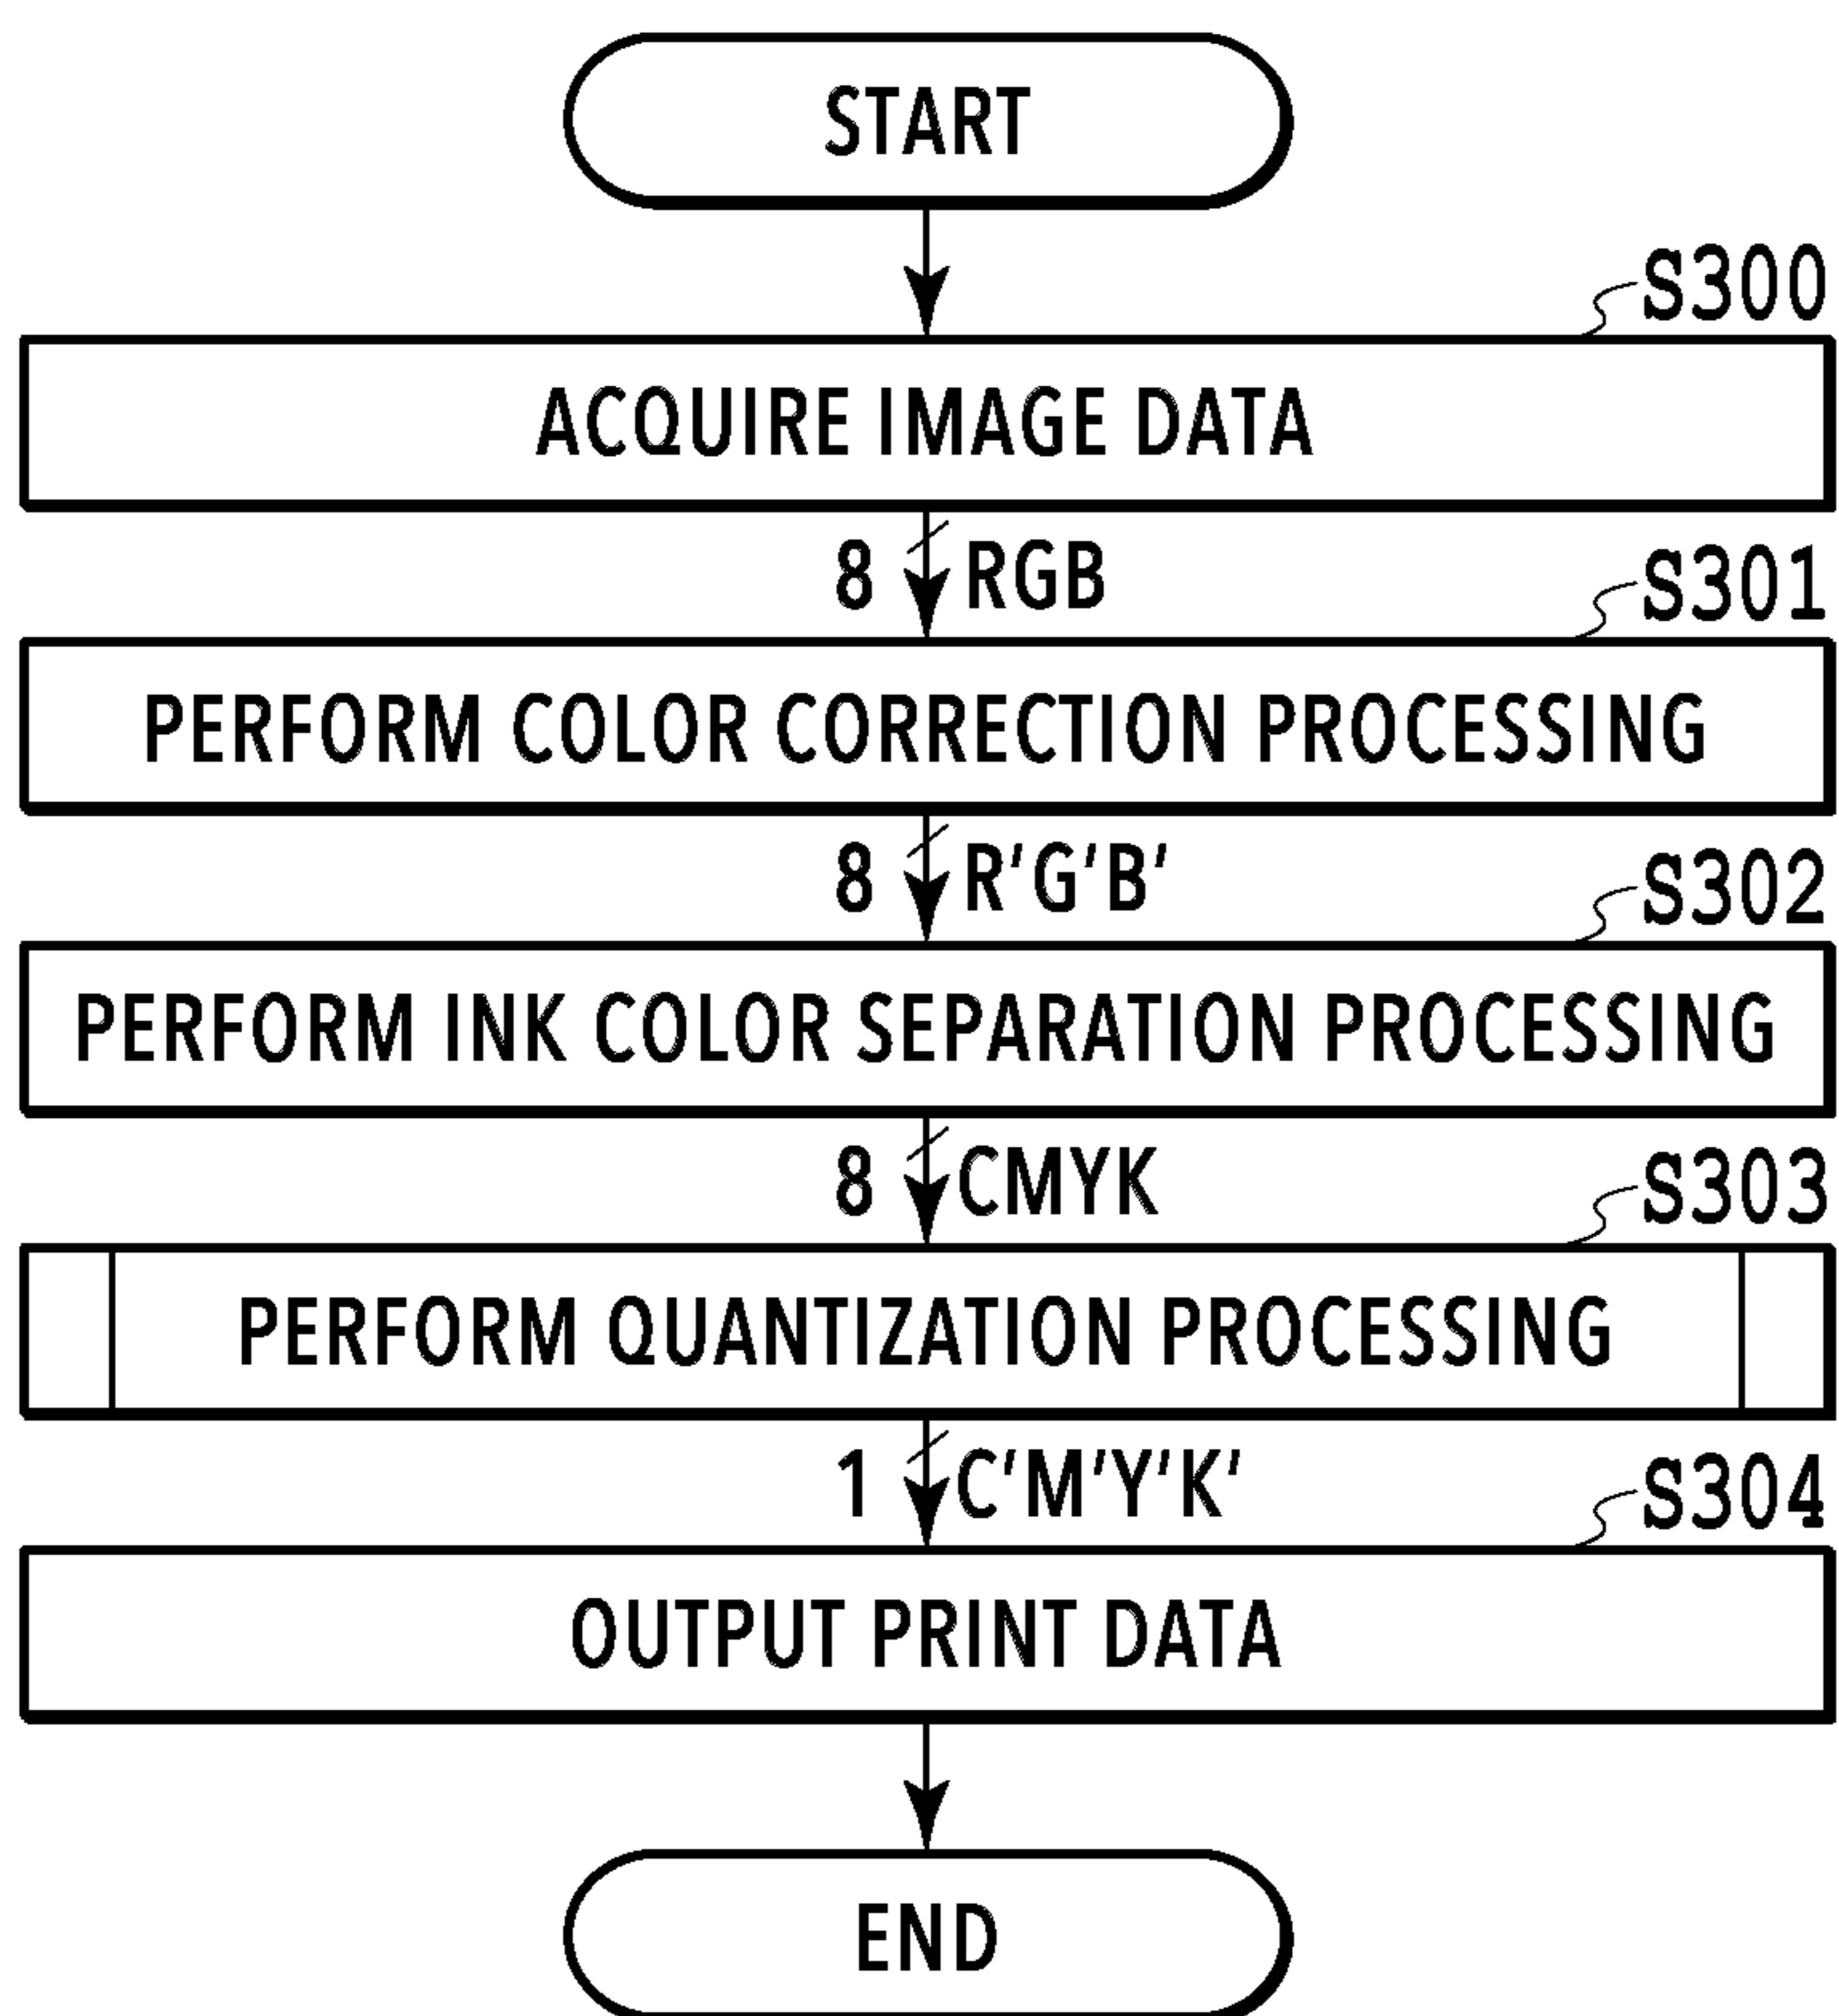 START
S300
ACQUIRE IMAGE DATA
8 RGB
S301
PERFORM COLOR CORRECTION PROCESSING
8 R'G'B'
S302
PERFORM INK COLOR SEPARATION PROCESSING
8 CMYK
S303
PERFORM QUANTIZATION PROCESSING
1 C'M'Y'K'
S304
OUTPUT PRINT DATA
END